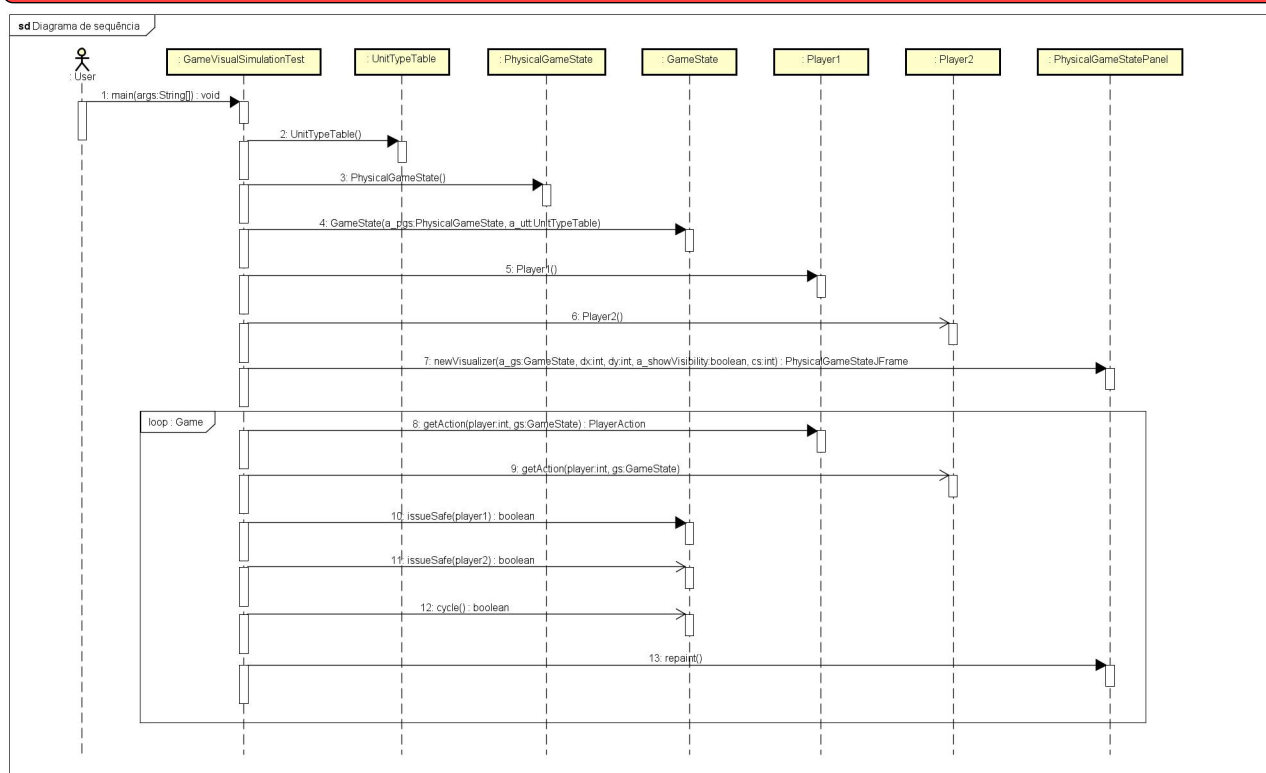 sd Diagrama de sequência
: User
: GameVisualSimulationTest
: UnitTypeTable
: PhysicalGameState
: GameState
: Player1
: Player2
: PhysicalGameStatePanel
1: main(args:String[]) : void
2: UnitTypeTable()
3: PhysicalGameState()
4: GameState(a_pgs:PhysicalGameState, a_utt:UnitTypeTable)
5: Player1()
6: Player2()
7: newVisualizer(a_gs:GameState, dx:int, dy:int, a_showVisibility:boolean, cs:int) : PhysicalGameStateJFrame
loop : Game
8: getAction(player:int, gs:GameState) : PlayerAction
9: getAction(player:int, gs:GameState)
10: issueSafe(player1) : boolean
11: issueSafe(player2) : boolean
12: cycle() : boolean
13: repaint()